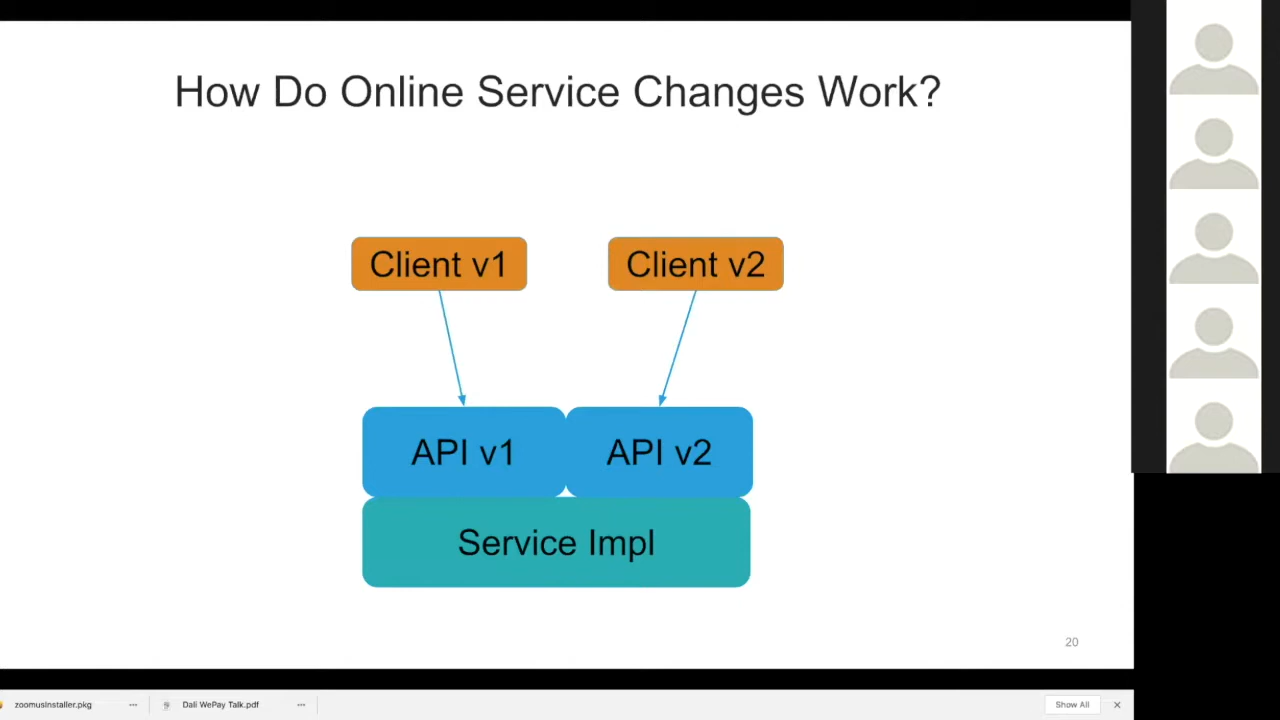 How Do Online Service Changes Work?
Client v1
Client v2
API v1
API v2
Service Impl
20
zoomusInstaller.pkg
Dali WePay Talk.pdf
Show All